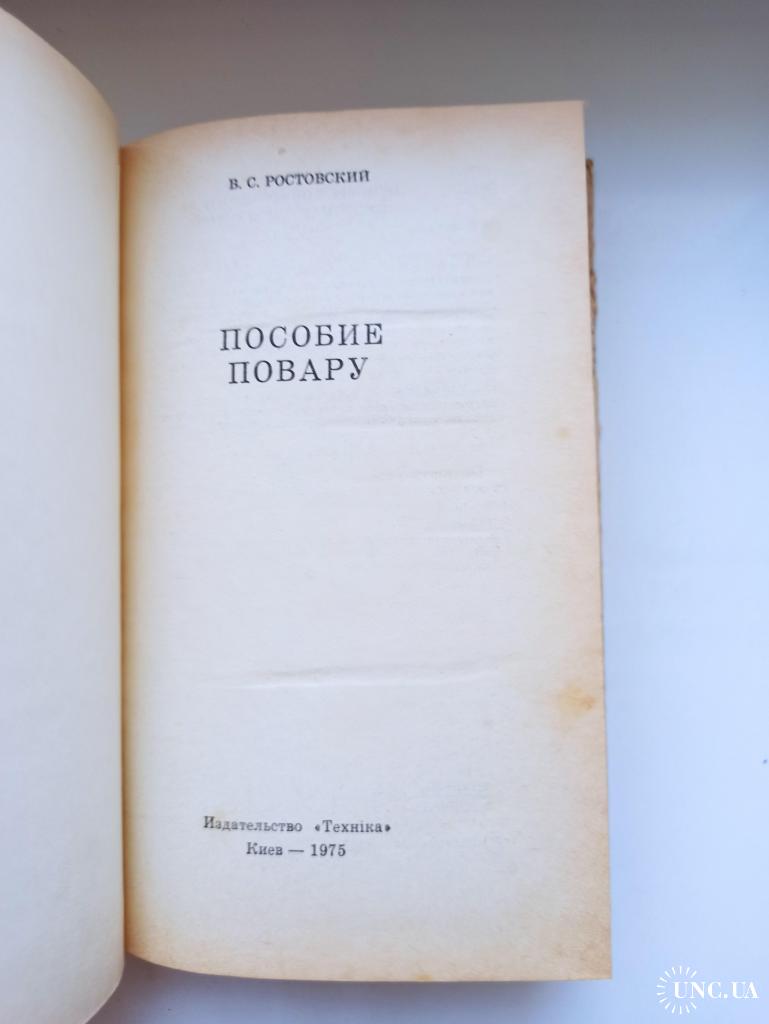 В. С. РОСТОВСКИЙ
ПОСОБИЕ
ПОВАРУ
Издательство «Техніка»
Киев — 1975
UNC.UA